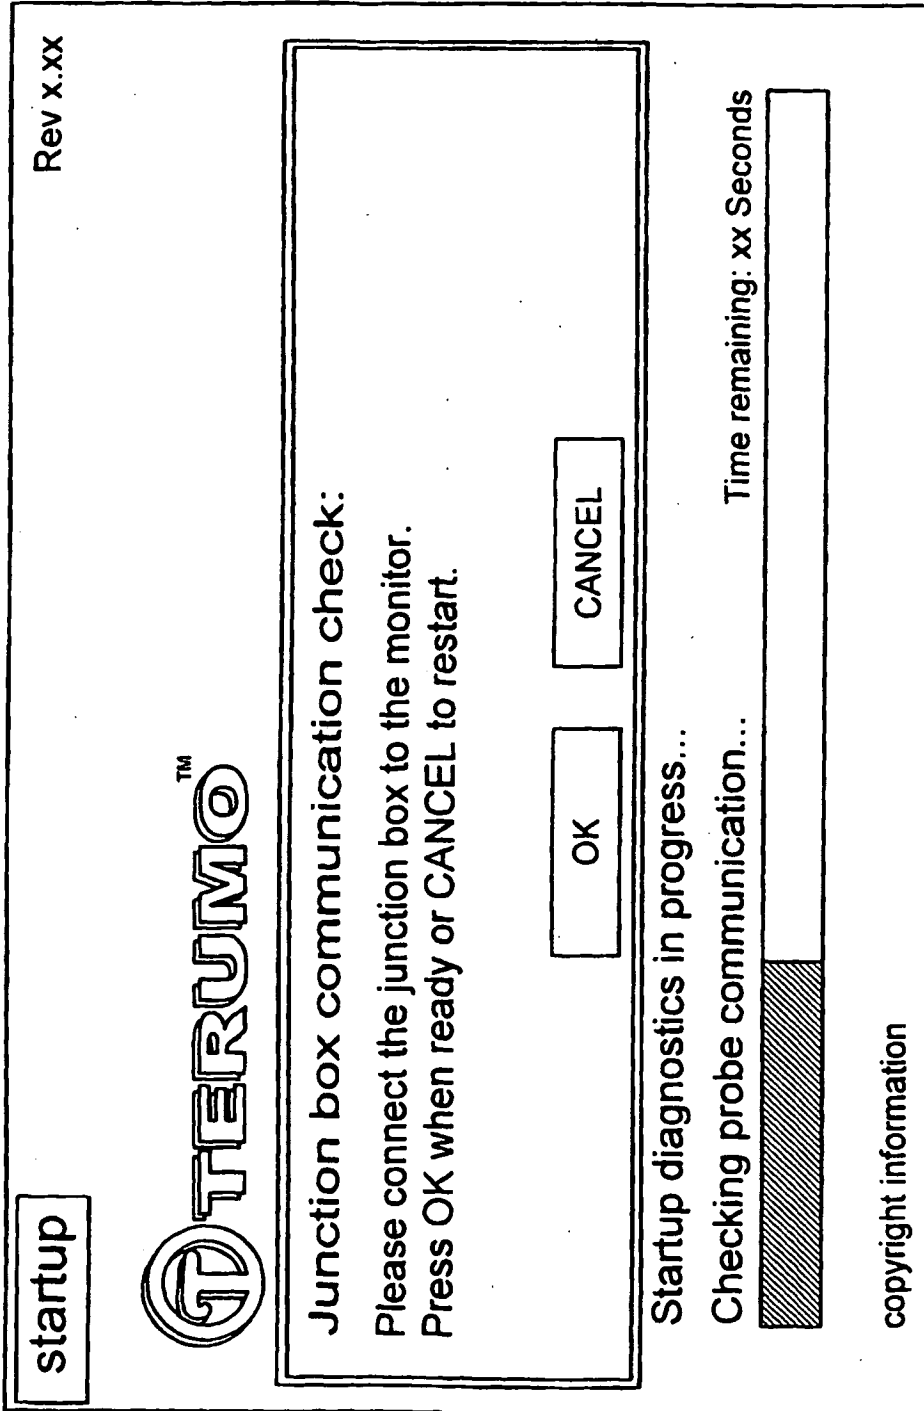 startup
Rev x.xx
TERUMO™
Junction box communication check:
Please connect the junction box to the monitor.
Press OK when ready or CANCEL to restart.
OK
CANCEL
Startup diagnostics in progress...
Checking probe communication...
Time remaining: xx Seconds
copyright information